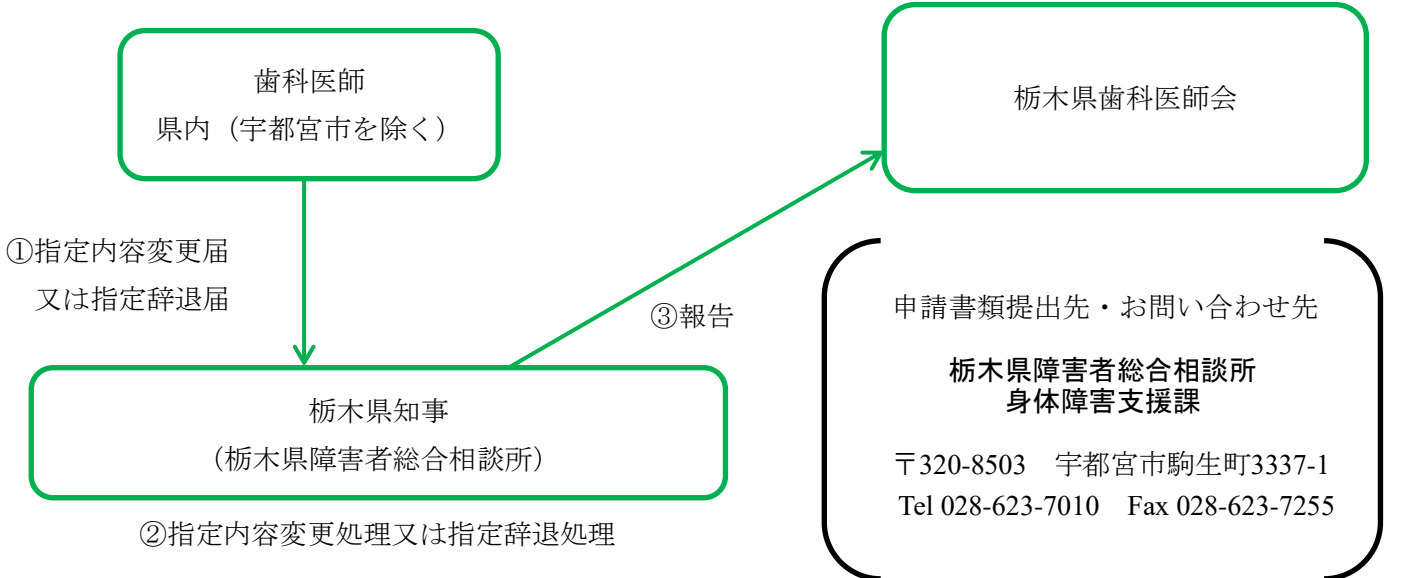 歯科医師
県内（宇都宮市を除く）
栃木県歯科医師会
①指定内容変更届
又は指定辞退届
③報告
栃木県知事
（栃木県障害者総合相談所）
②指定内容変更処理又は指定辞退処理
申請書類提出先・お問い合わせ先
栃木県障害者総合相談所
身体障害支援課
〒320-8503　宇都宮市駒生町3337-1
Tel 028-623-7010　Fax 028-623-7255